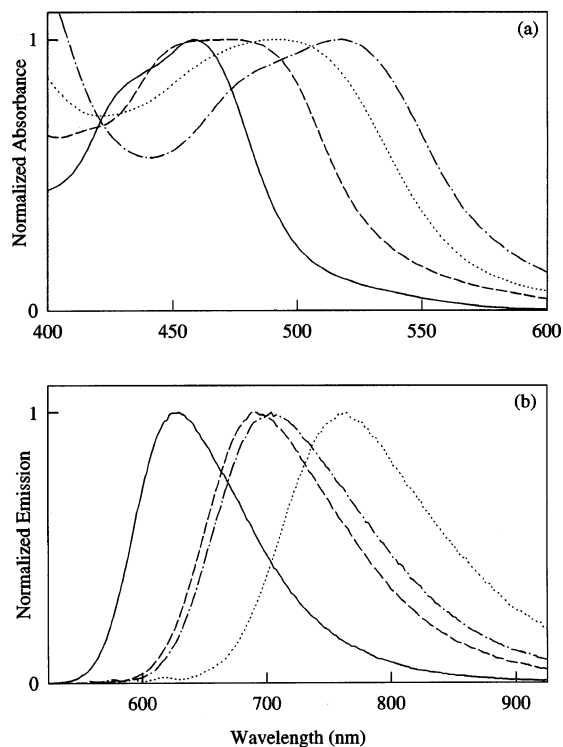 (a)
1
Normalized Absorbance
0
400 450 500 550 600
(b)
1
Normalized Emission
0
600 700 800 900
Wavelength (nm)